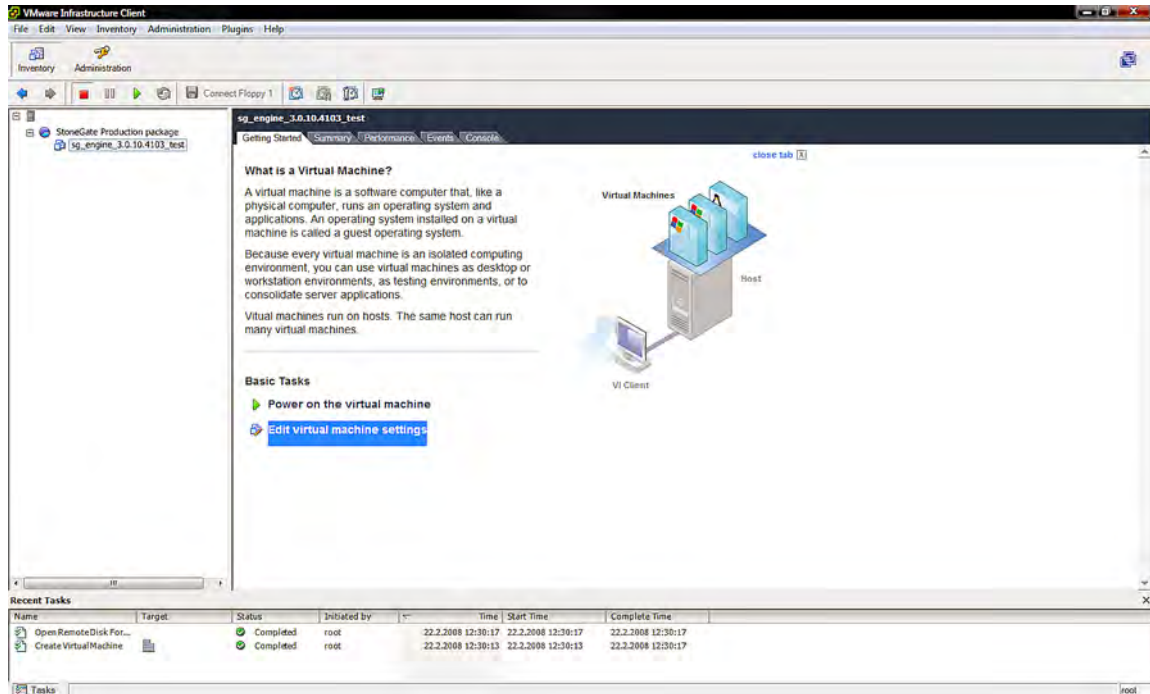 VMware Infrastructure Client
File Edit View Inventory Administration Plugins Help
Inventory Administration
Connect Floppy 1
StoneGate Production package
sg_engine_3.0.10.4103_test
sg_engine_3.0.10.4103_test
Getting Started Summary Performance Events Console
close tab X
What is a Virtual Machine?
A virtual machine is a software computer that, like a
physical computer, runs an operating system and
applications. An operating system installed on a virtual
machine is called a guest operating system.
Because every virtual machine is an isolated computing
environment, you can use virtual machines as desktop or
workstation environments, as testing environments, or to
consolidate server applications.
Vitual machines run on hosts. The same host can run
many virtual machines.
Virtual Machines
Host
VI Client
Basic Tasks
Power on the virtual machine
Edit virtual machine settings
Recent Tasks
Name Target Status Initiated by Time Start Time Complete Time
Open Remote Disk For... Completed root 22.2.2008 12:30:17 22.2.2008 12:30:17 22.2.2008 12:30:17
Create Virtual Machine Completed root 22.2.2008 12:30:13 22.2.2008 12:30:13 22.2.2008 12:30:17
Tasks root